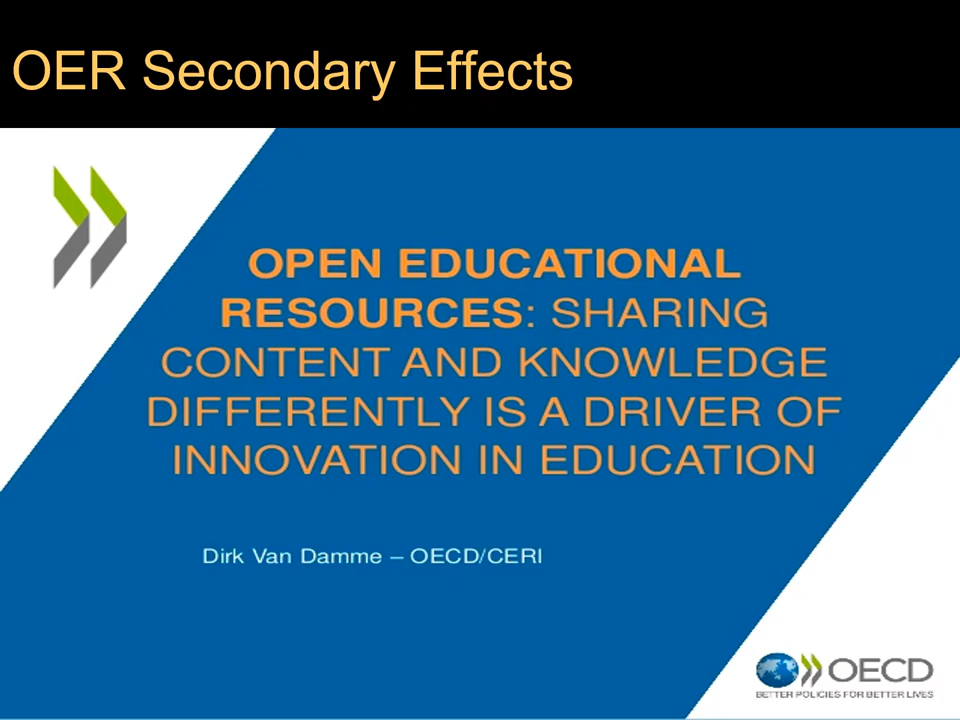 OER Secondary Effects
OPEN EDUCATIONAL
RESOURCES: SHARING
CONTENT AND KNOWLEDGE
DIFFERENTLY IS A DRIVER OF
INNOVATION IN EDUCATION
Dirk Van Damme – OECD/CERI
OECD
BETTER POLICIES FOR BETTER LIVES